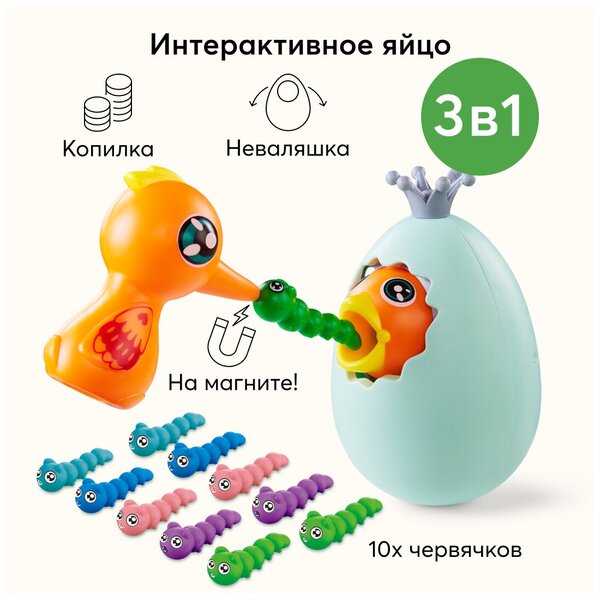 Интерактивное яйцо
3в1
Копилка
Неваляшка
На магните!
10х червячков